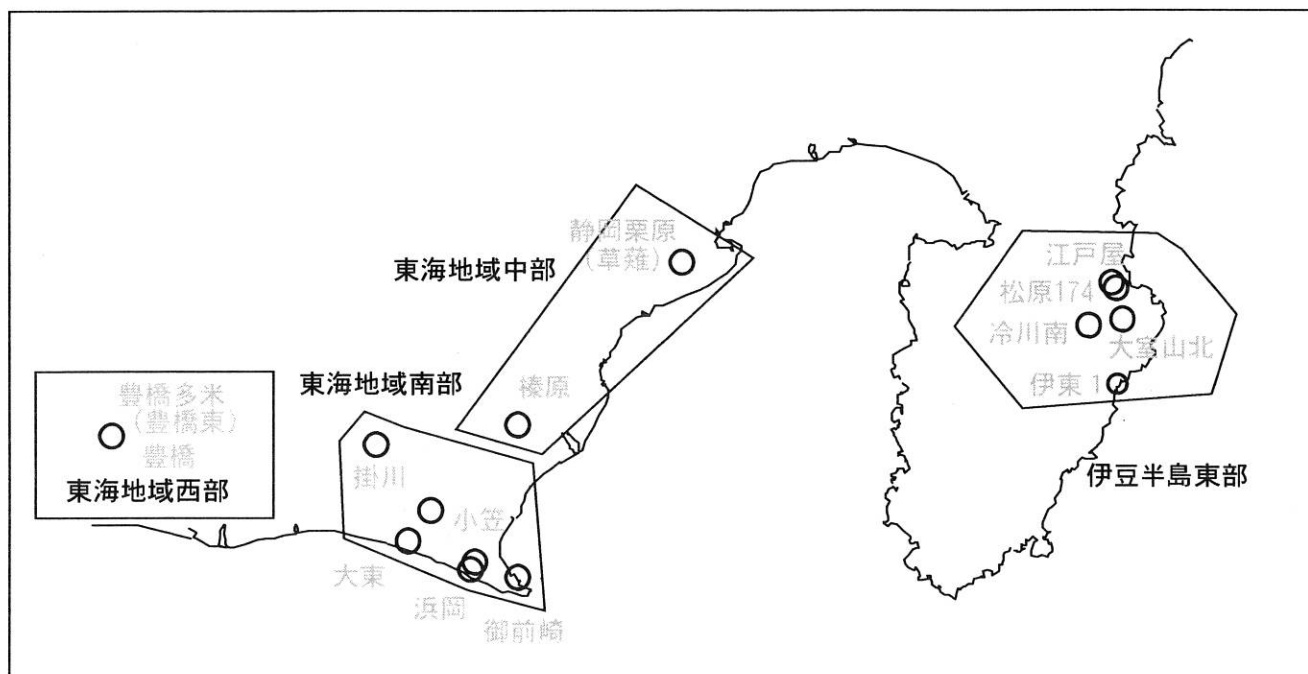 静岡栗原
(草薙)
東海地域中部
榛原
東海地域南部
掛川
小笠
大東
浜岡
御前崎
豊橋多米
(豊橋東)
豊橋
東海地域西部
江戸屋
松原174
冷川南
大室山北
伊東1
伊豆半島東部